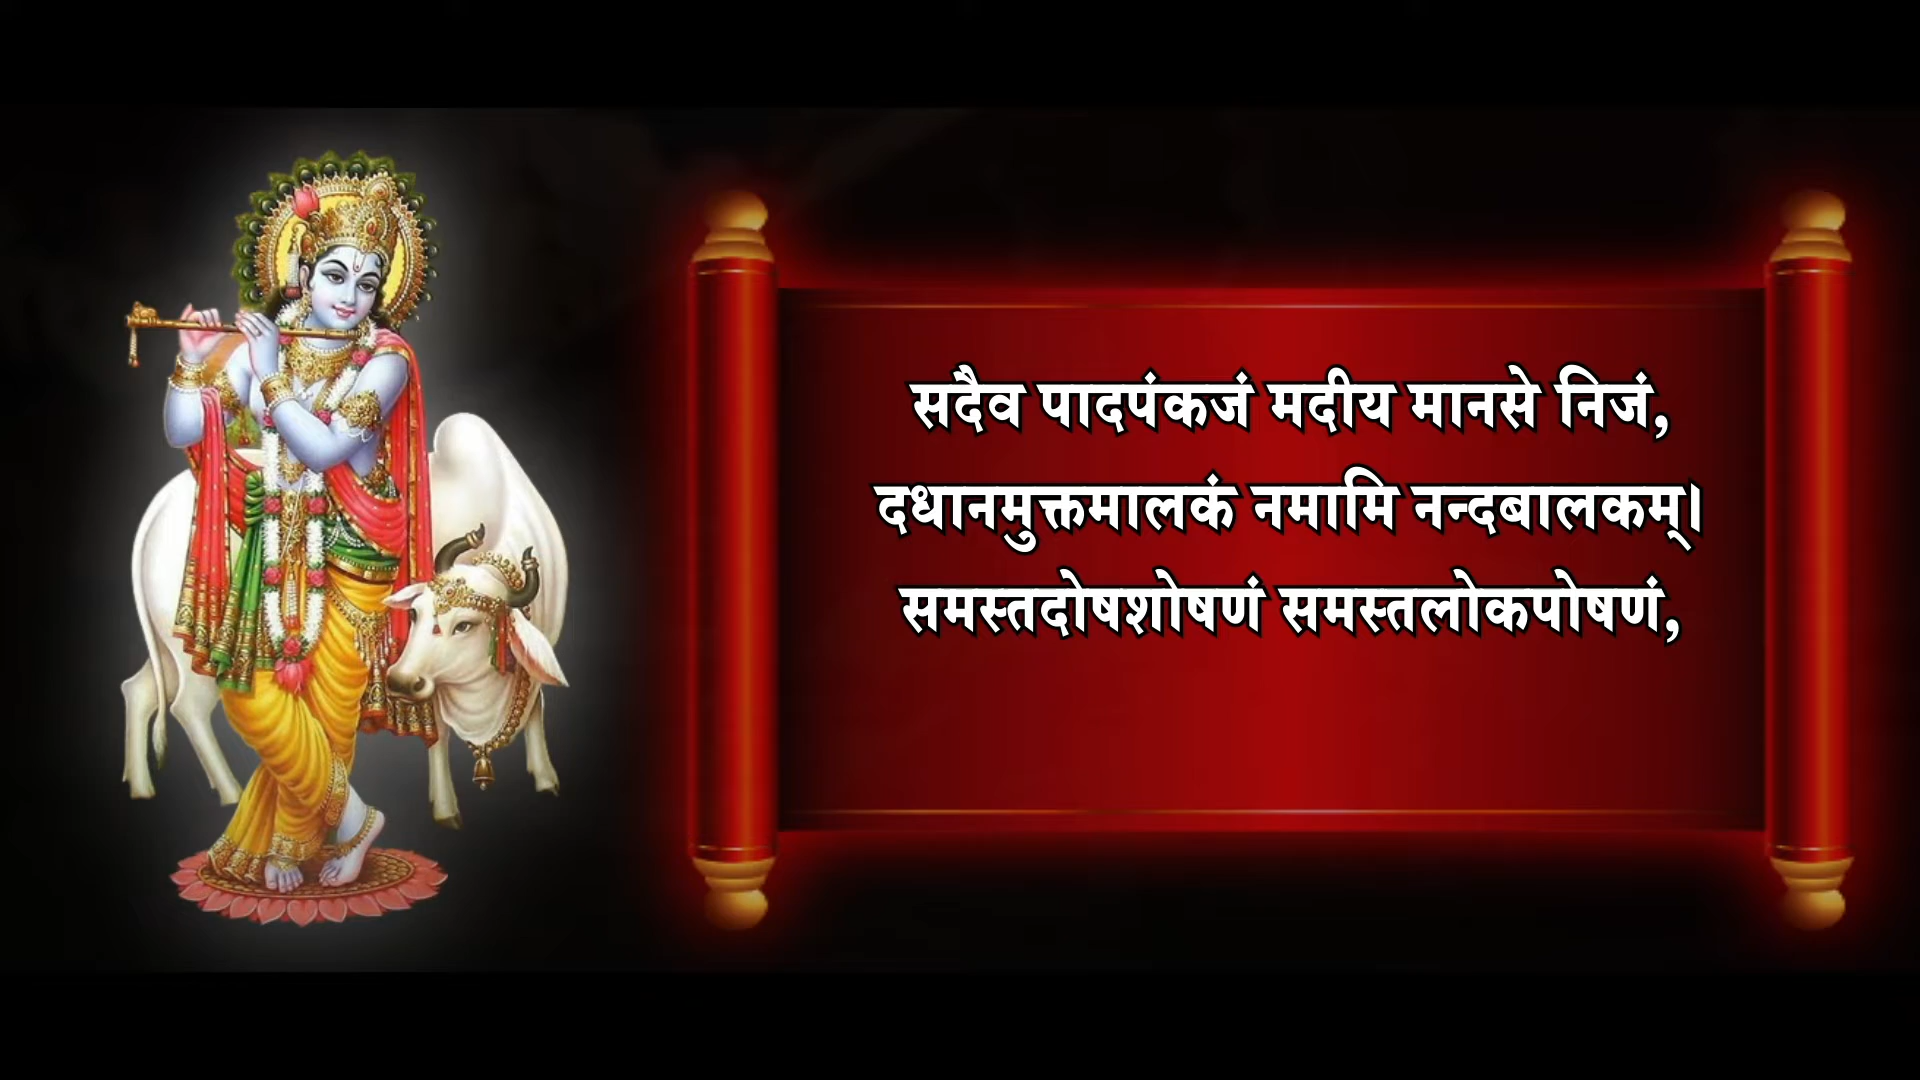 सदैव पादपंकजं मदीय मानसे निजं,
दधानमुक्तमालकं नमामि नन्दबालकम्।
समस्तदोषशोषणं समस्तलोकपोषणं,